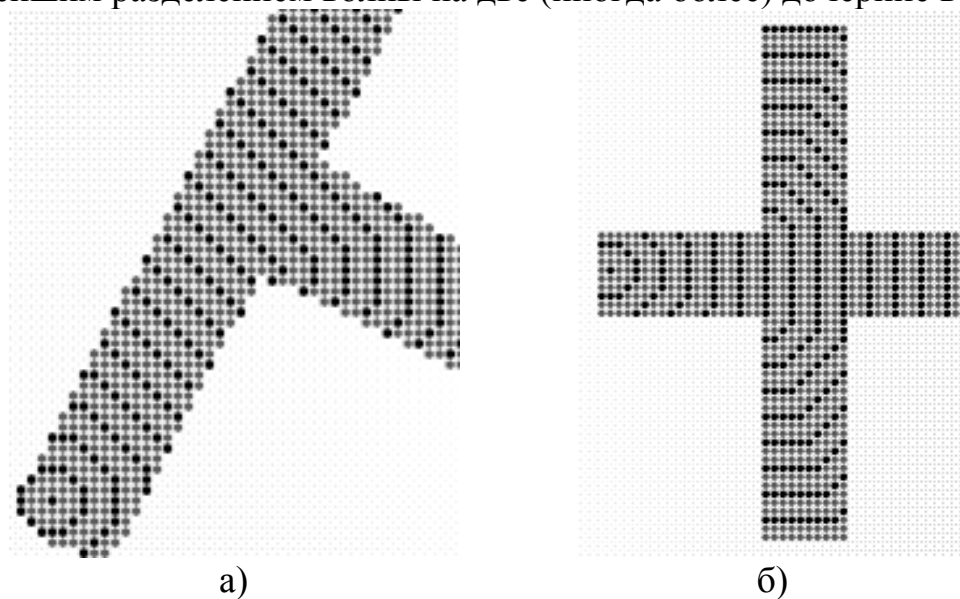 разделением волны на две (иногда более) дочерние
а) б)